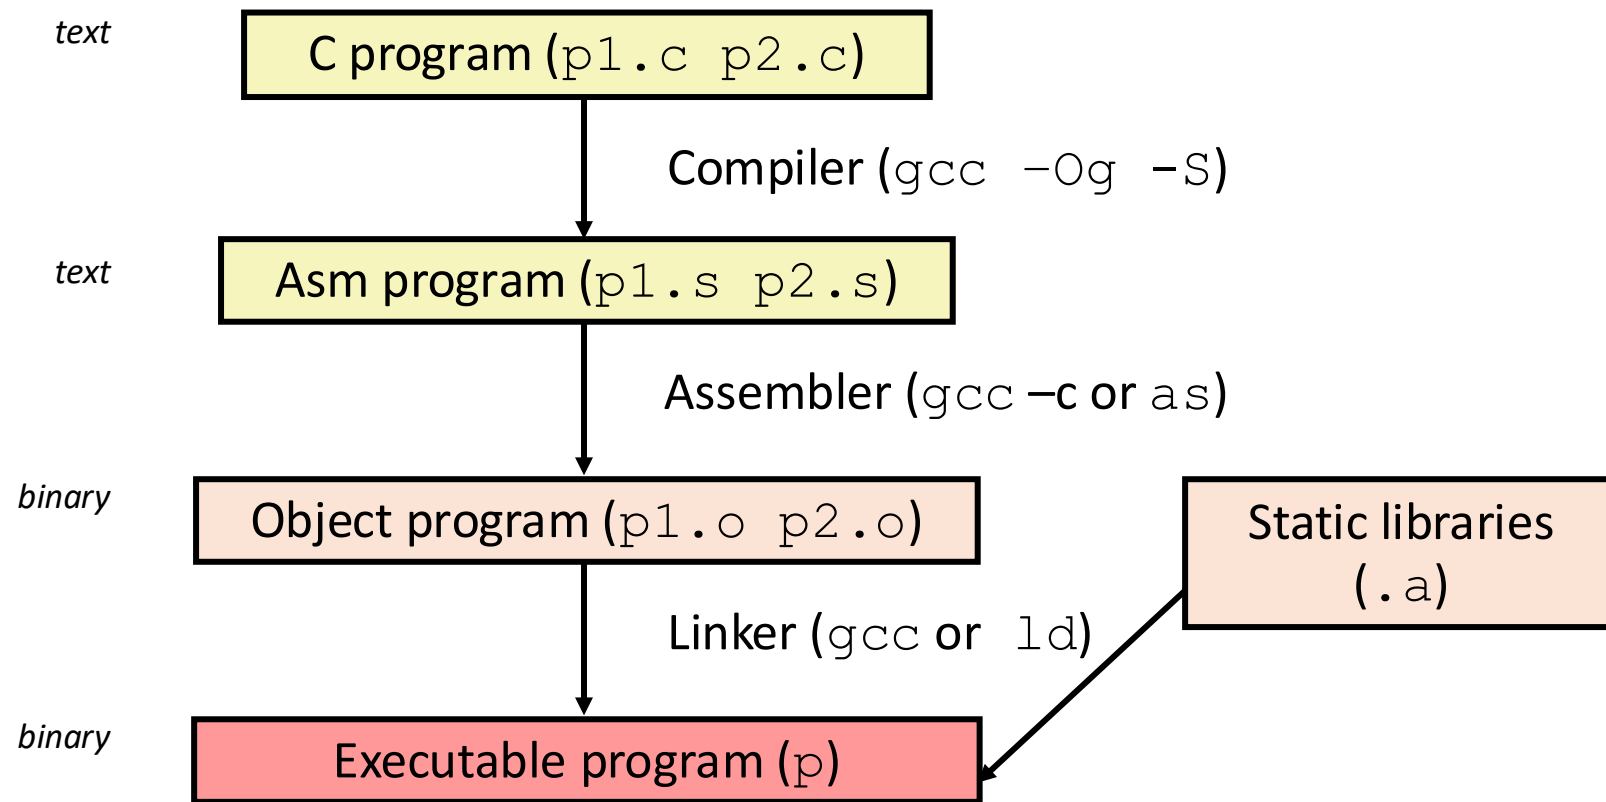 text
C program (p1.c p2.c)
Compiler (gcc –Og -S)
text
Asm program (p1.s p2.s)
Assembler (gcc –c or as)
binary
Object program (p1.o p2.o)
Static libraries
(.a)
Linker (gcc or ld)
binary
Executable program (p)